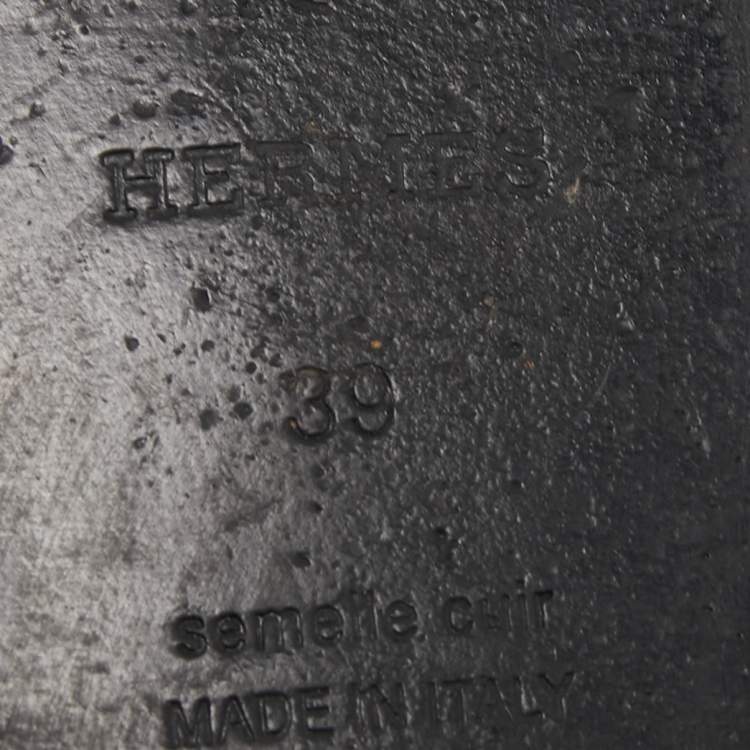 HERMES
39
semelle cuir
MADE IN ITALY